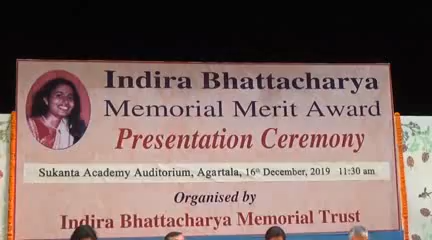 Indira Bhattacharya
Memorial Merit Award
Presentation Ceremony
Sukanta Academy Auditorium, Agartala, 16th December, 2019 11:30 am
Organised by
Indira Bhattacharya Memorial Trust